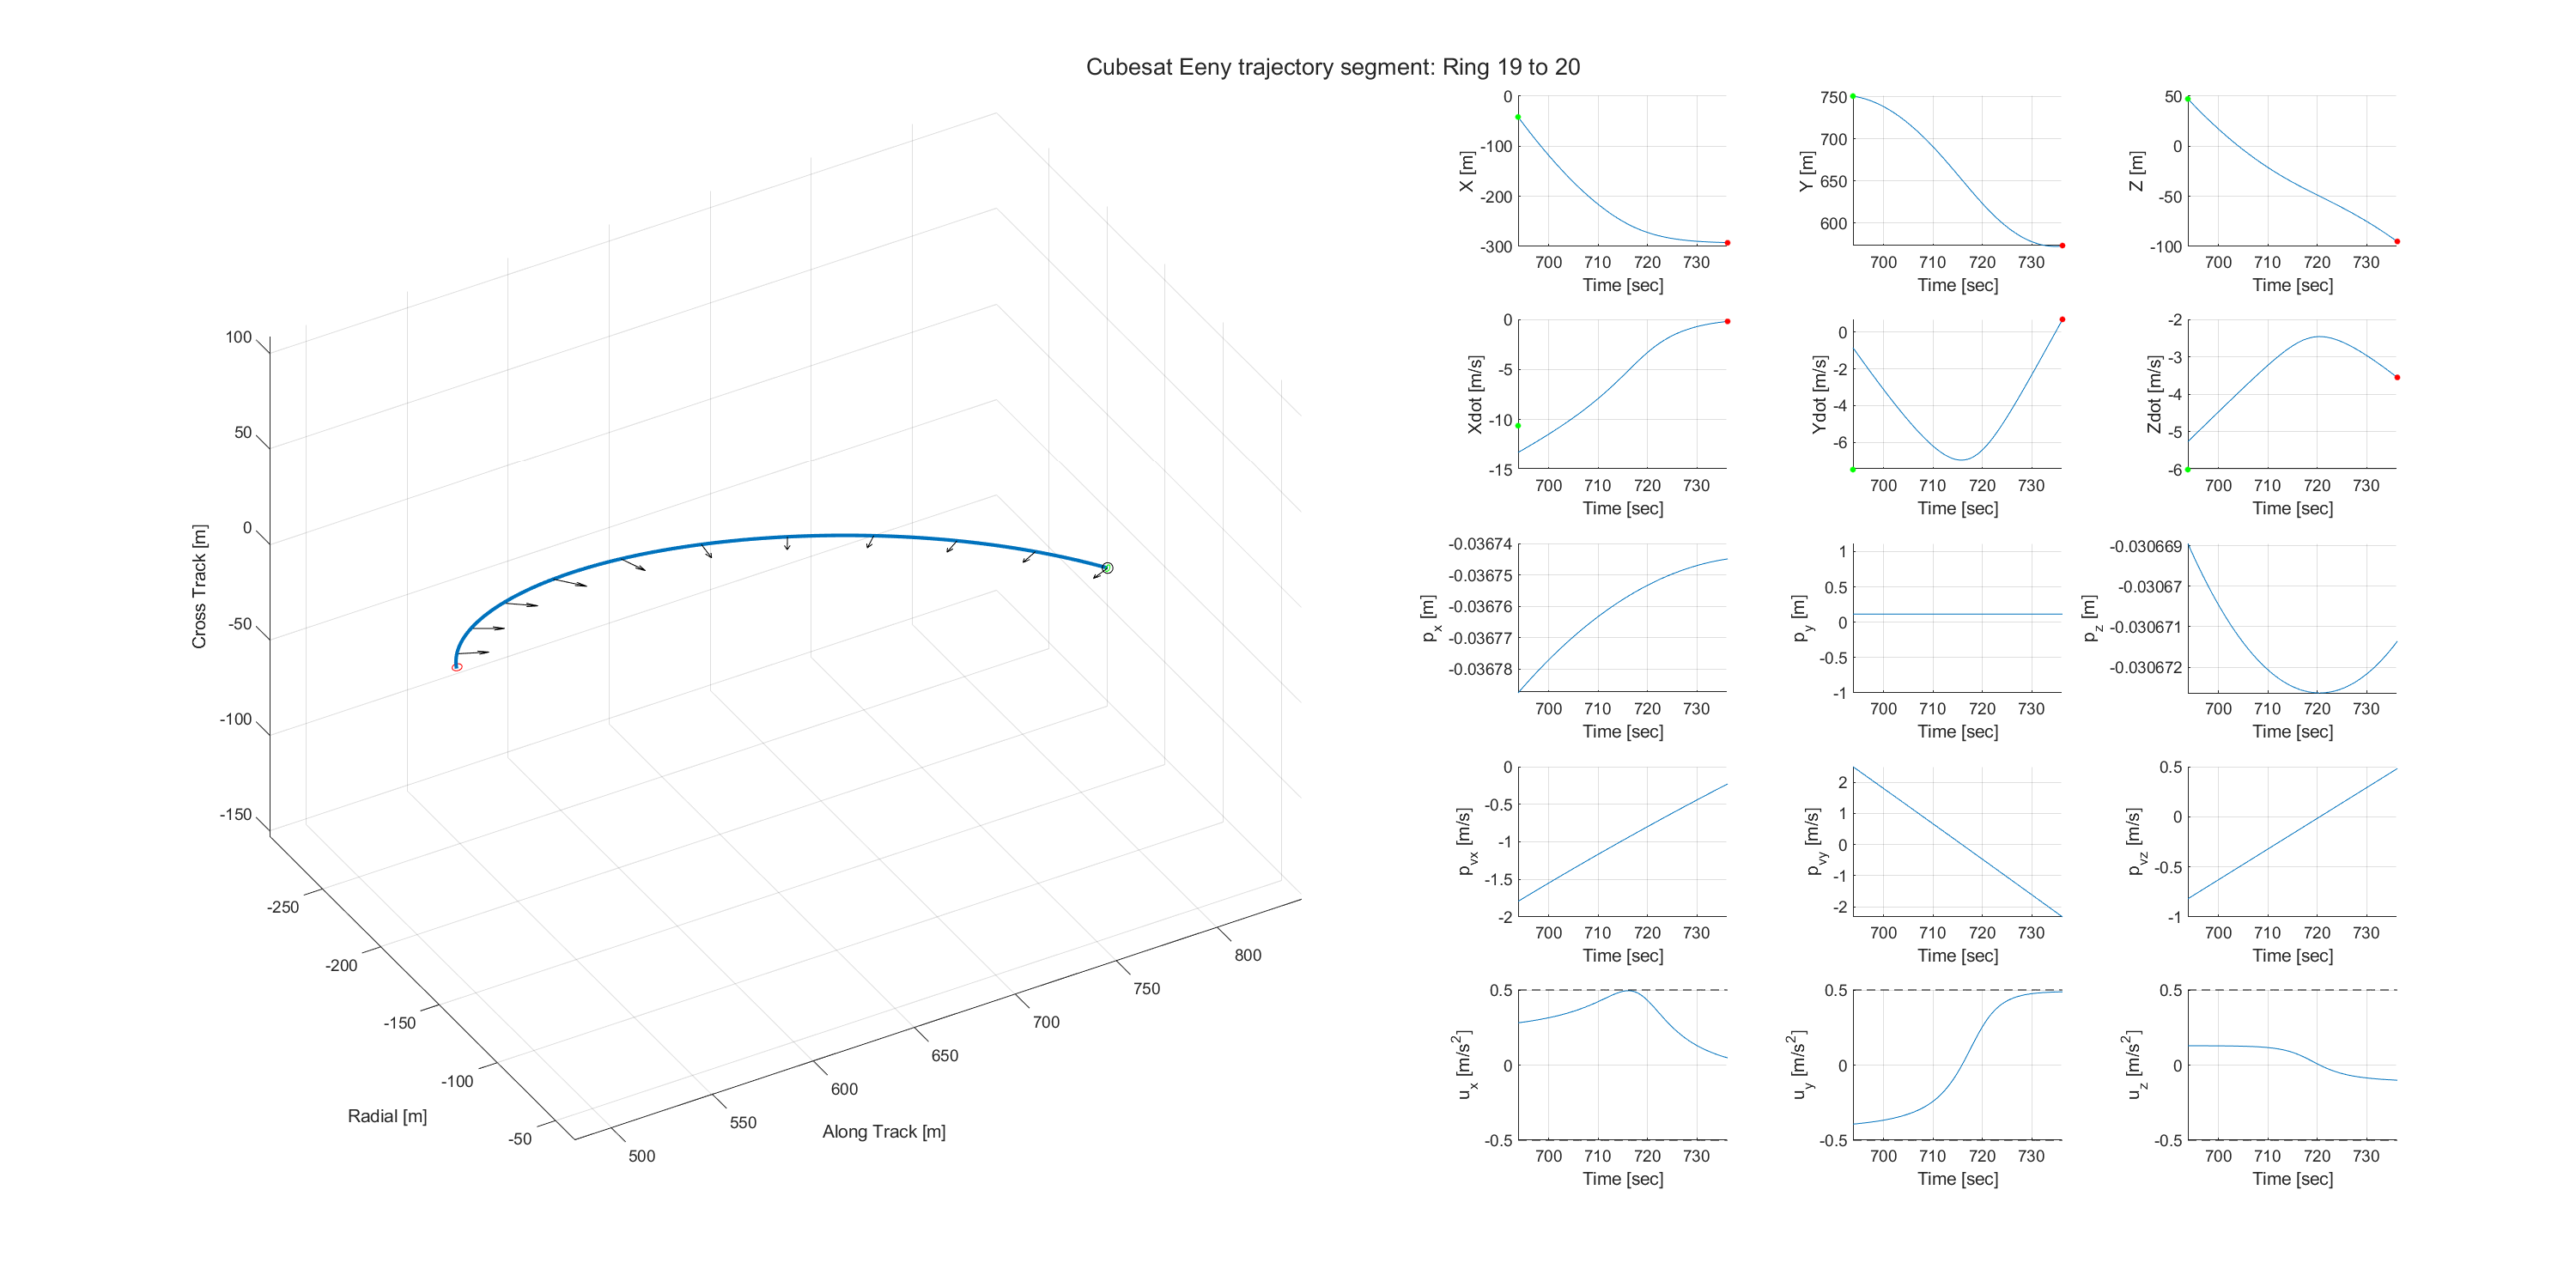 Cubesat Eeny trajectory segment: Ring 19 to 20
100
50
0
-50
-100
-150
Cross Track [m]
-250
-200
-150
-100
-50
Radial [m]
500
550
600
650
700
750
800
Along Track [m]
0
-100
-200
-300
X [m]
700 710 720 730
Time [sec]
750
700
650
600
Y [m]
700 710 720 730
Time [sec]
50
0
-50
-100
Z [m]
700 710 720 730
Time [sec]
0
-5
-10
-15
Xdot [m/s]
700 710 720 730
Time [sec]
0
-2
-4
-6
Ydot [m/s]
700 710 720 730
Time [sec]
-2
-3
-4
-5
-6
Zdot [m/s]
700 710 720 730
Time [sec]
-0.03674
-0.03675
-0.03676
-0.03677
-0.03678
p_x [m]
700 710 720 730
Time [sec]
1
0.5
0
-0.5
-1
p_y [m]
700 710 720 730
Time [sec]
-0.030669
-0.03067
-0.030671
-0.030672
p_z [m]
700 710 720 730
Time [sec]
0
-0.5
-1
-1.5
-2
p_vx [m/s]
700 710 720 730
Time [sec]
2
1
0
-1
-2
p_vy [m/s]
700 710 720 730
Time [sec]
0.5
0
-0.5
-1
p_vz [m/s]
700 710 720 730
Time [sec]
0.5
0
-0.5
u_x [m/s²]
700 710 720 730
Time [sec]
0.5
0
-0.5
u_y [m/s²]
700 710 720 730
Time [sec]
0.5
0
-0.5
u_z [m/s²]
700 710 720 730
Time [sec]